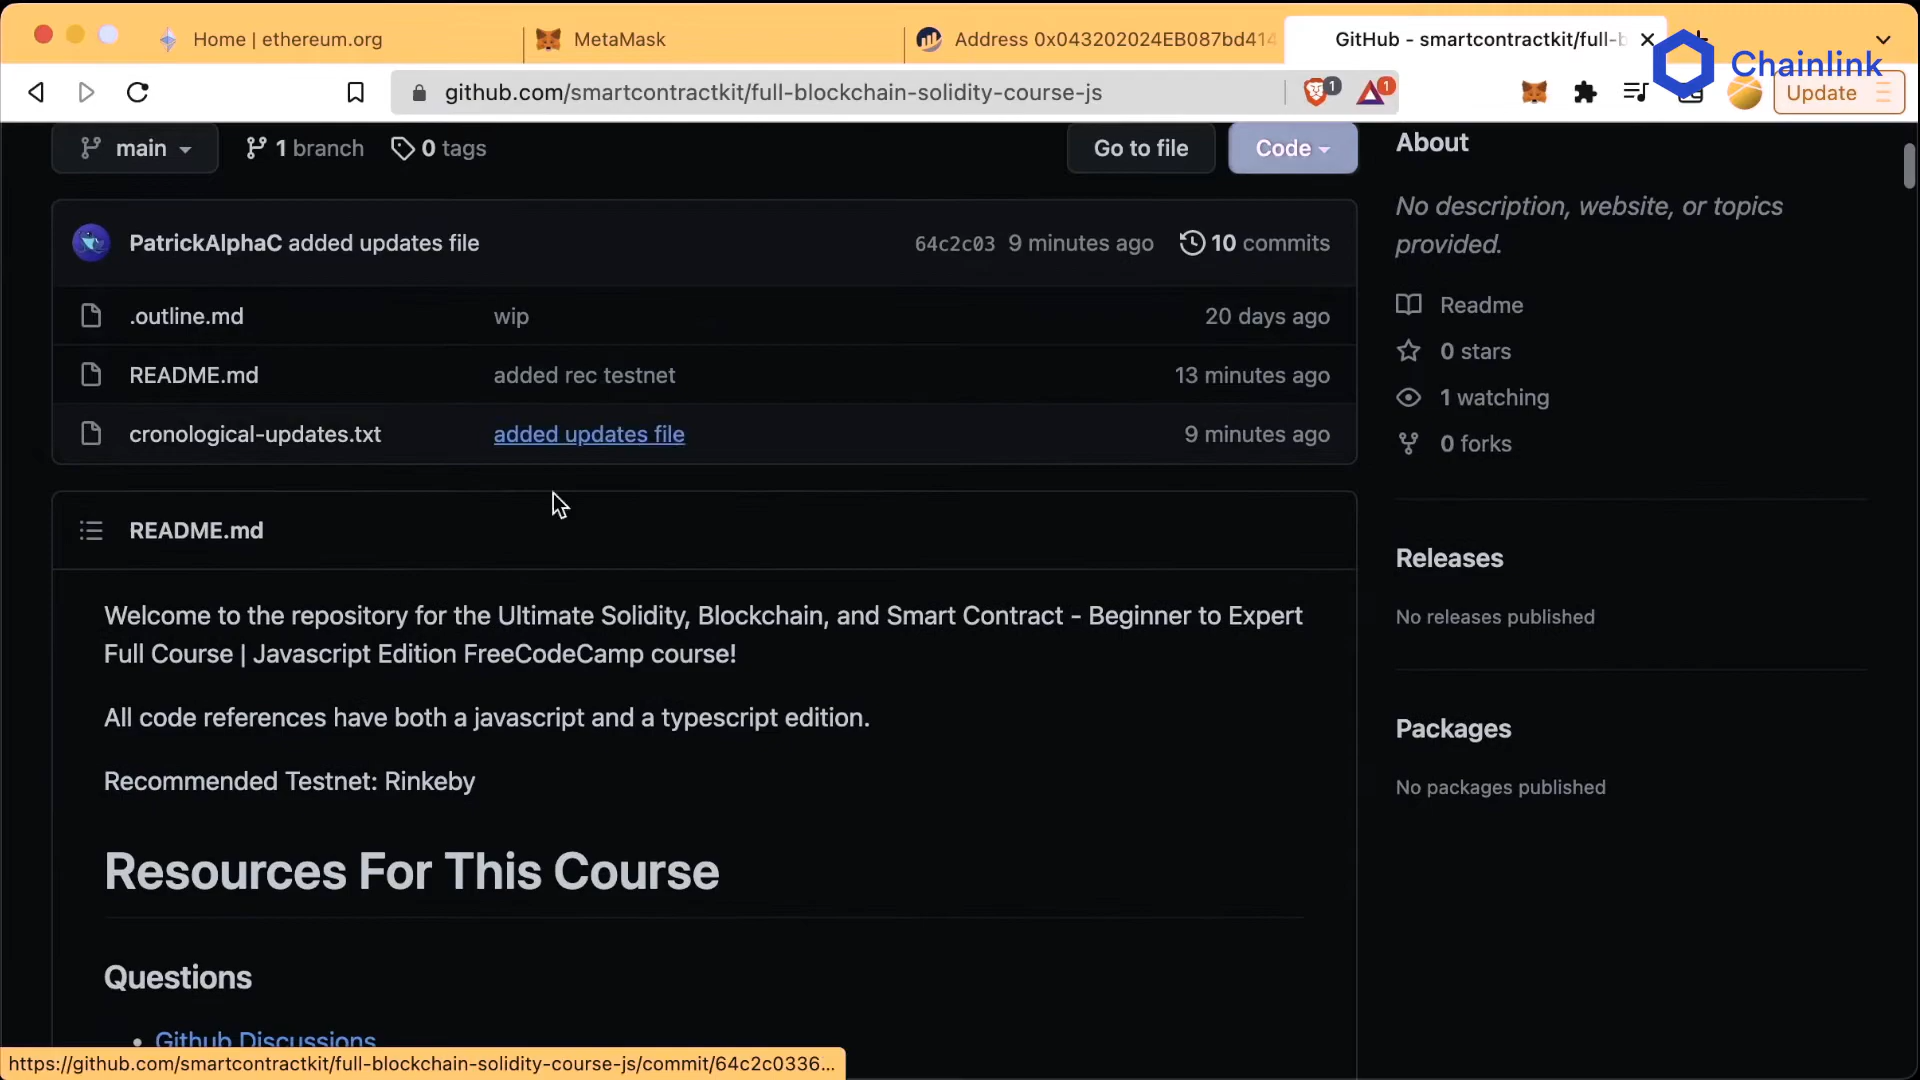 Home | ethereum.org
MetaMask
Address 0x043202024EB087bd414
GitHub - smartcontractkit/full-b
Chainlink
github.com/smartcontractkit/full-blockchain-solidity-course-js
1
1
Update
main
1 branch
0 tags
Go to file
Code
About
No description, website, or topics
provided.
PatrickAlphaC added updates file
64c2c03 9 minutes ago
10 commits
.outline.md
wip
20 days ago
Readme
0 stars
README.md
added rec testnet
13 minutes ago
1 watching
cronological-updates.txt
added updates file
9 minutes ago
0 forks
README.md
Releases
No releases published
Welcome to the repository for the Ultimate Solidity, Blockchain, and Smart Contract - Beginner to Expert
Full Course | Javascript Edition FreeCodeCamp course!
All code references have both a javascript and a typescript edition.
Packages
No packages published
Recommended Testnet: Rinkeby
Resources For This Course
Questions
Github Discussions
https://github.com/smartcontractkit/full-blockchain-solidity-course-js/commit/64c2c0336...